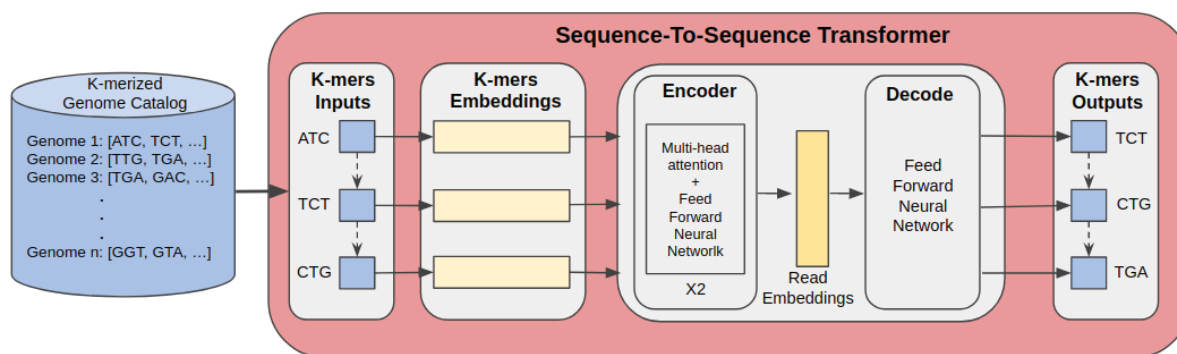 Sequence-To-Sequence Transformer
K-merized
Genome Catalog
Genome 1: [ATC, TCT, …]
Genome 2: [TTG, TGA, …]
Genome 3: [TGA, GAC, …]
.
.
.
Genome n: [GGT, GTA, …]
K-mers
Inputs
ATC
TCT
CTG
K-mers
Embeddings
Encoder
Multi-head
attention
+
Feed
Forward
Neural
Network
X2
Read
Embeddings
Decode
Feed
Forward
Neural
Network
K-mers
Outputs
TCT
CTG
TGA